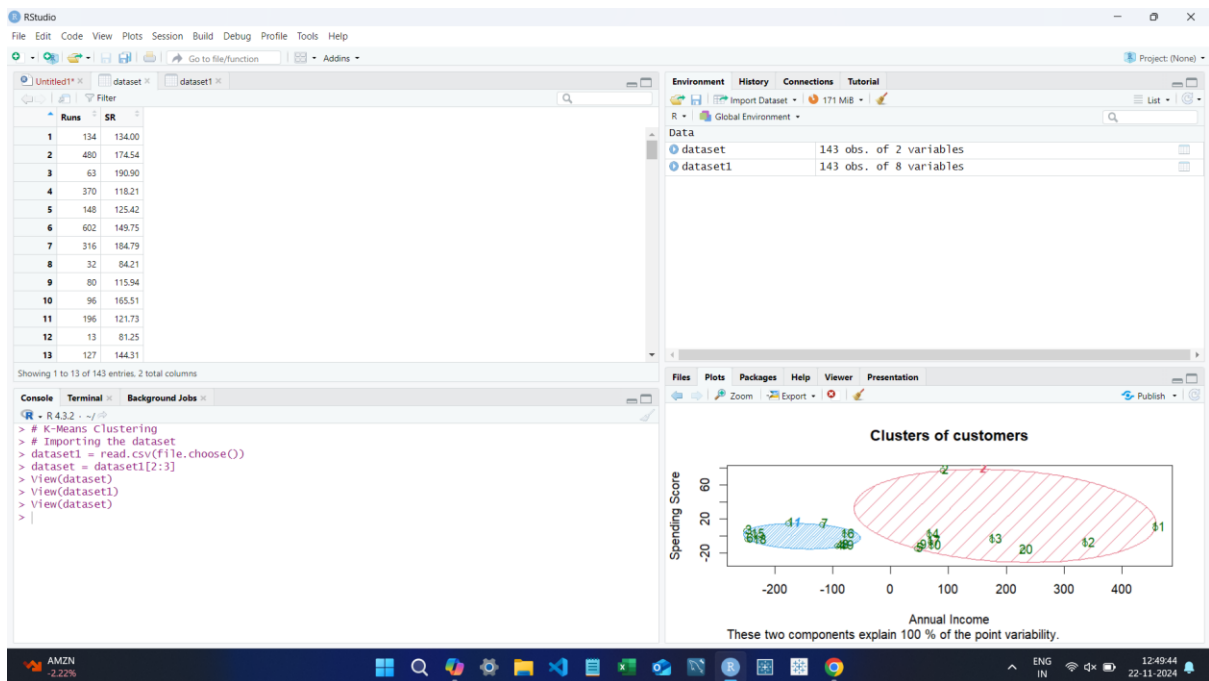 RStudio
File Edit Code View Plots Session Build Debug Profile Tools Help
Go to file/function Addins Project: (None)
Untitled1* dataset dataset1
Filter
Runs SR
1 134 134.00
2 480 174.54
3 63 190.90
4 370 118.21
5 148 125.42
6 602 149.75
7 316 184.79
8 32 84.21
9 80 115.94
10 96 165.51
11 196 121.73
12 13 81.25
13 127 144.31
Showing 1 to 13 of 143 entries, 2 total columns
Console Terminal Background Jobs
R 4.3.2 · ~/
> # K-Means Clustering
> # Importing the dataset
> dataset1 = read.csv(file.choose())
> dataset = dataset1[2:3]
> View(dataset)
> View(dataset1)
> View(dataset)
>
Environment History Connections Tutorial
Import Dataset 171 MiB List
R Global Environment
Data
dataset 143 obs. of 2 variables
dataset1 143 obs. of 8 variables
Files Plots Packages Help Viewer Presentation
Zoom Export Publish
Clusters of customers
Spending Score
60
20
-20
2 2
1 7
14
13
20
12
-200 -100 0 100 200 300 400
Annual Income
These two components explain 100 % of the point variability.
AMZN
-2.22%
ENG
IN
12:49:44
22-11-2024